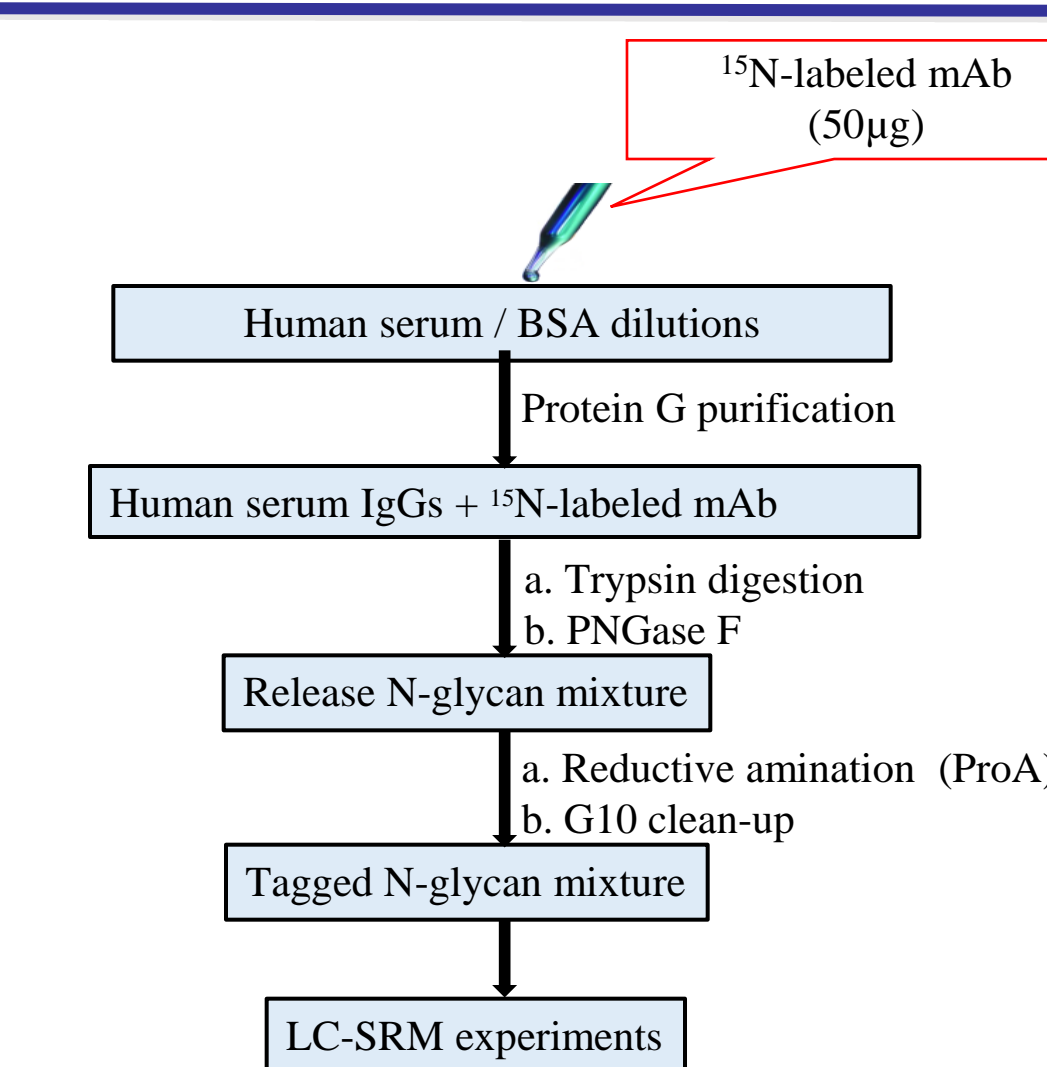 ¹⁵N-labeled mAb
(50µg)
Human serum / BSA dilutions
Protein G purification
Human serum IgGs + ¹⁵N-labeled mAb
a. Trypsin digestion
b. PNGase F
Release N-glycan mixture
a. Reductive amination (ProA)
b. G10 clean-up
Tagged N-glycan mixture
LC-SRM experiments